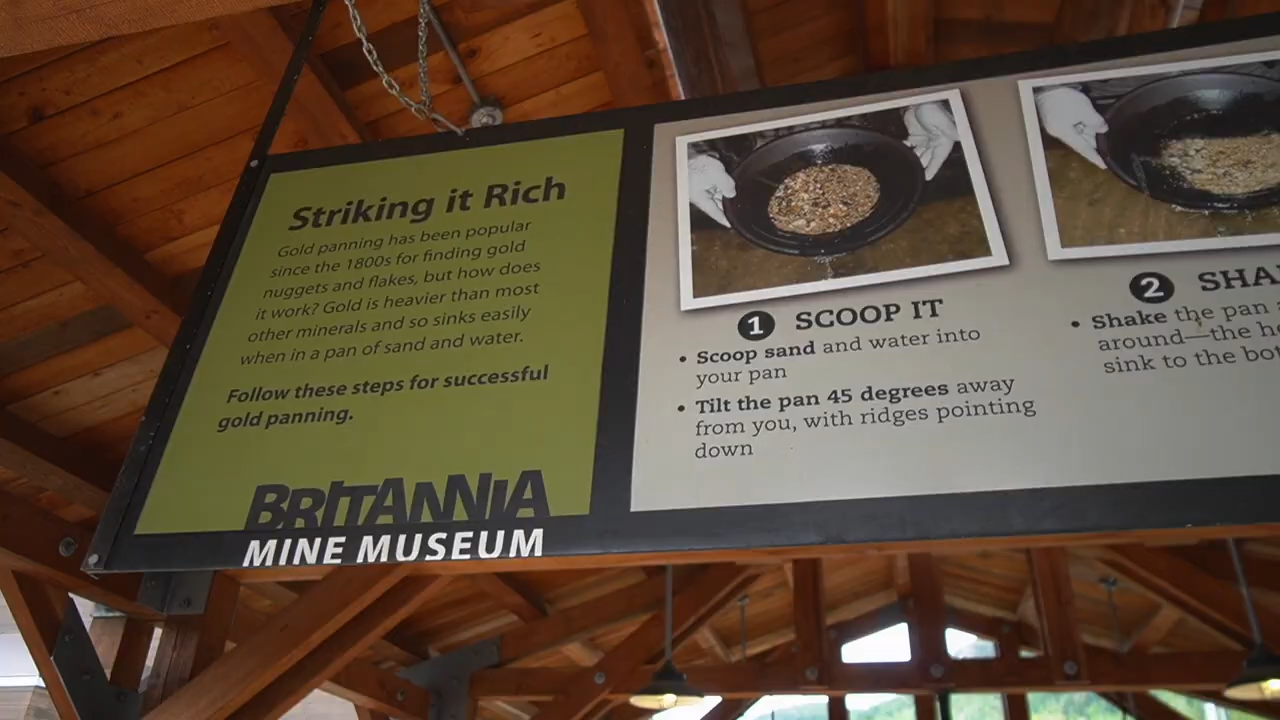 Striking it Rich
Gold panning has been popular
since the 1800s for finding gold
nuggets and flakes, but how does
it work? Gold is heavier than most
other minerals and so sinks easily
when in a pan of sand and water.
Follow these steps for successful
gold panning.
BRITANNIA
MINE MUSEUM
1 SCOOP IT
• Scoop sand and water into
your pan
• Tilt the pan 45 degrees away
from you, with ridges pointing
down
2
• Shake the pan
around—the
sink to the